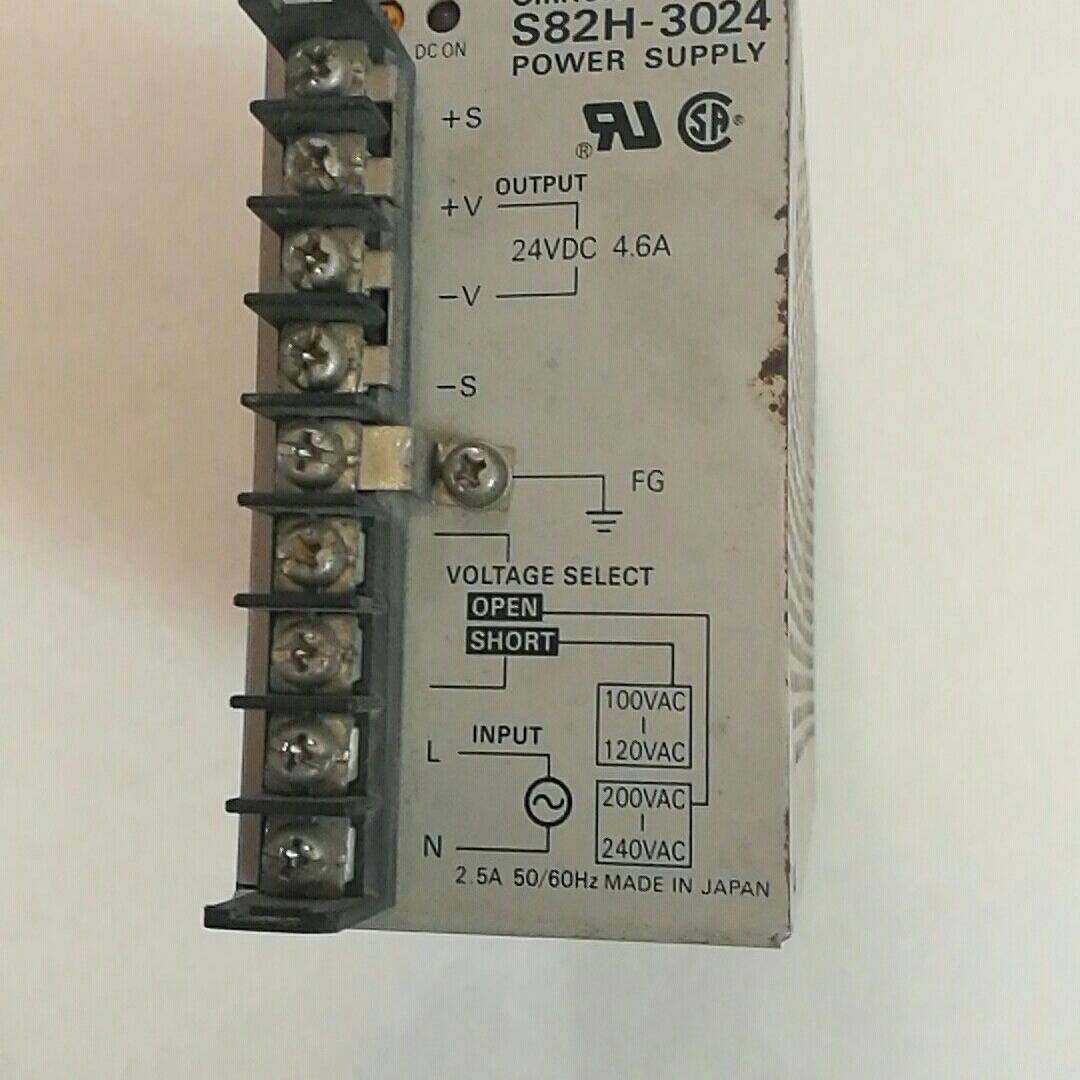 S82H-3024
DC ON
POWER SUPPLY
+S
®
SA®
OUTPUT
+V
24VDC 4.6A
−V
−S
FG
VOLTAGE SELECT
OPEN
SHORT
100VAC
120VAC
INPUT
L
200VAC
240VAC
N
2.5A 50/60Hz MADE IN JAPAN